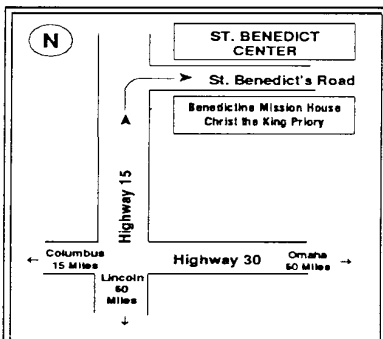 N
ST. BENEDICT
CENTER
St. Benedict's Road
Benedictine Mission House
Christ the King Priory
Highway 15
Columbus
15 Miles
Highway 30
Omaha
60 Miles
Lincoln
60
Miles